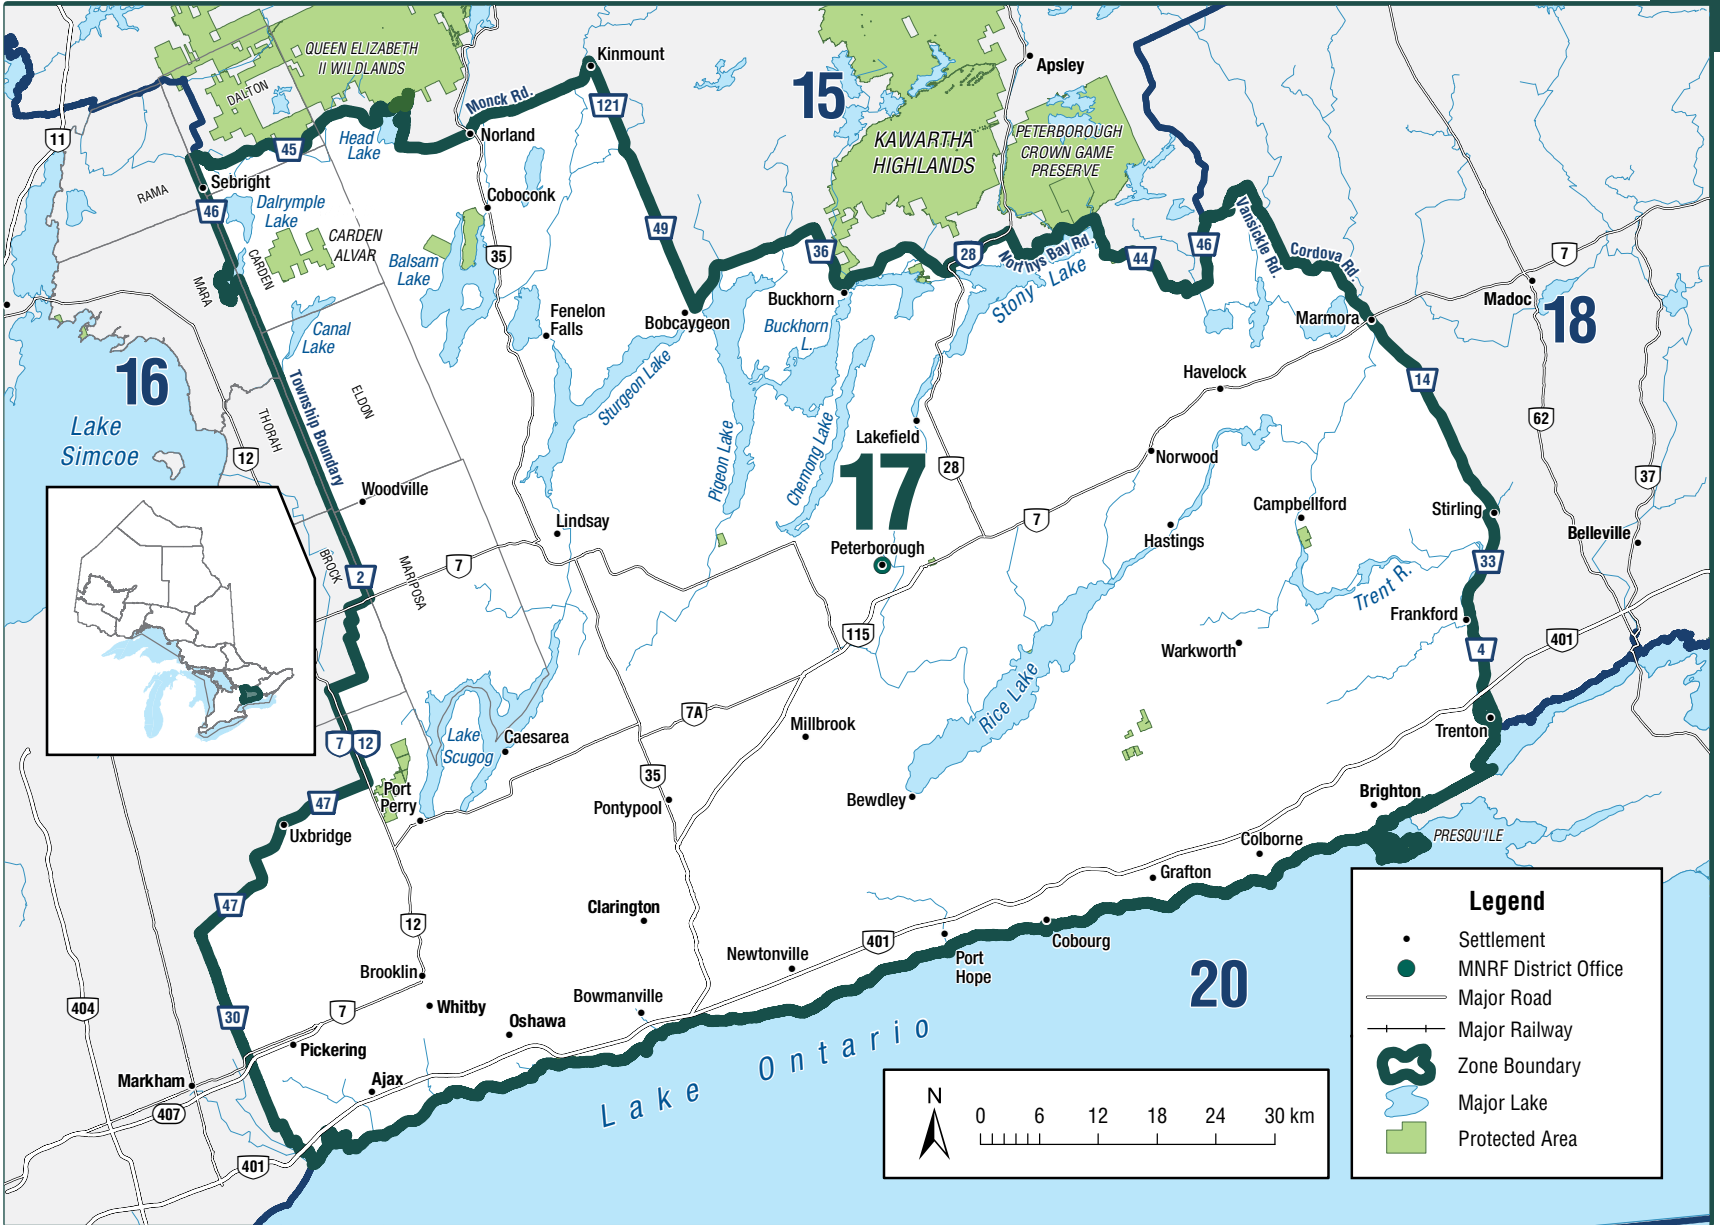 QUEEN ELIZABETH
II WILDLANDS
DALTON
Kinmount
Monck Rd.
121
15
Apsley
KAWARTHA
HIGHLANDS
PETERBOROUGH
CROWN GAME
PRESERVE
11
45
Head
Lake
Norland
Sebright
RAMA
46
Dalrymple
Lake
Coboconk
CARDEN
ALVAR
CARDEN
MARA
Balsam
Lake
35
49
36
28
Northys Bay Rd.
44
46
Vansickle Rd.
Cordova Rd.
7
Madoc
18
Stony Lake
Buckhorn
Buckhorn
L.
Bobcaygeon
Fenelon
Falls
Canal
Lake
Marmora
16
Lake
Simcoe
Township Boundary
ELDON
THORAH
12
Sturgeon Lake
Pigeon Lake
Chemong Lake
Lakefield
17
28
Havelock
Norwood
14
62
37
Woodville
Lindsay
Peterborough
7
Hastings
Campbellford
Stirling
Belleville
33
BROCK
2
7
MARIPOSA
115
Trent R.
Frankford
401
4
Warkworth
Rice Lake
7
12
Lake
Scugog
Caesarea
7A
Millbrook
Trenton
Port
Perry
35
Pontypool
Bewdley
Brighton
PRESQU'ILE
47
Uxbridge
Colborne
Grafton
47
12
Clarington
401
Cobourg
Port
Hope
Newtonville
Brooklin
Whitby
Bowmanville
Oshawa
404
30
7
Pickering
Markham
Ajax
407
401
20
Lake Ontario
N
0 6 12 18 24 30 km
Legend
Settlement
MNRF District Office
Major Road
Major Railway
Zone Boundary
Major Lake
Protected Area